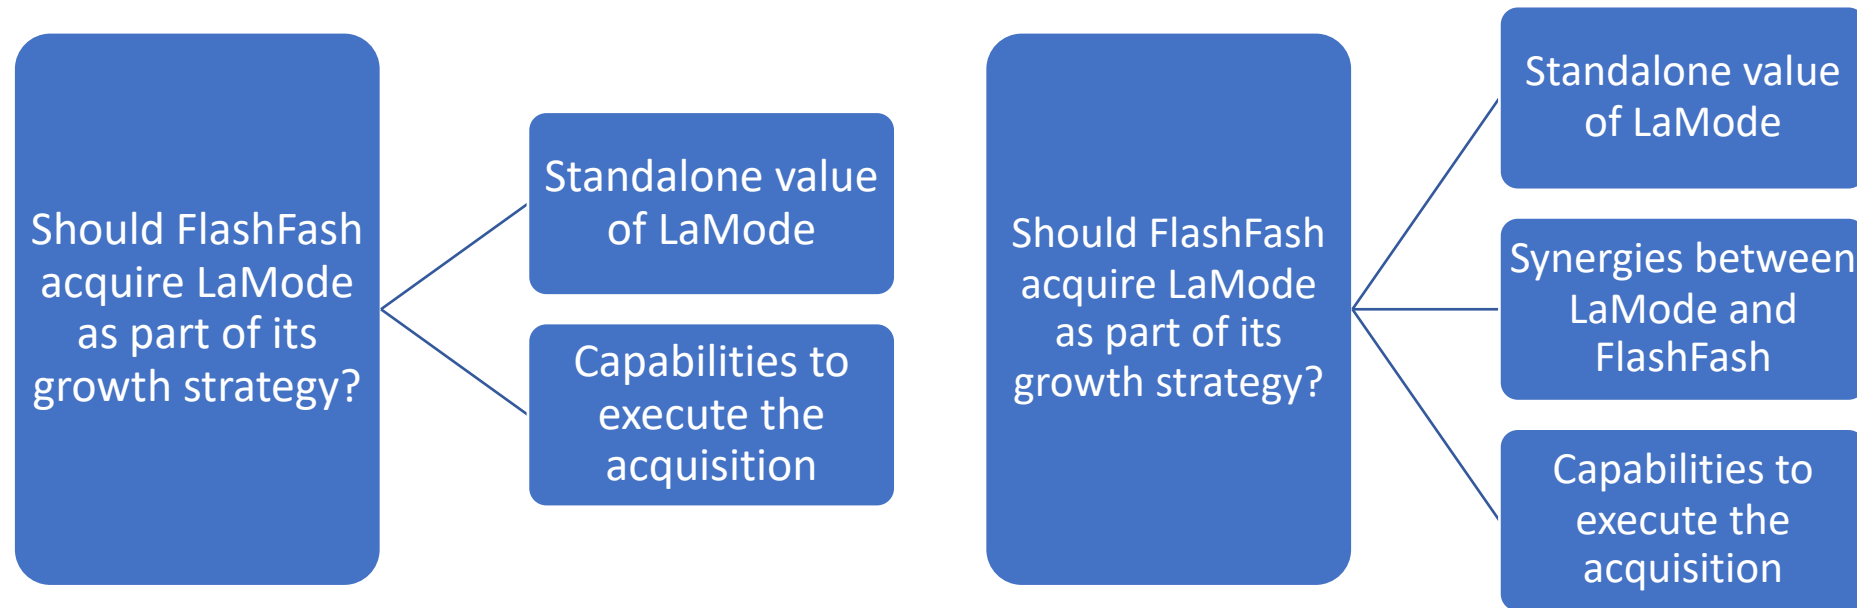 Should FlashFash
acquire LaMode
as part of its
growth strategy?
Standalone value
of LaMode
Capabilities to
execute the
acquisition
Should FlashFash
acquire LaMode
as part of its
growth strategy?
Standalone value
of LaMode
Synergies between
LaMode and
FlashFash
Capabilities to
execute the
acquisition